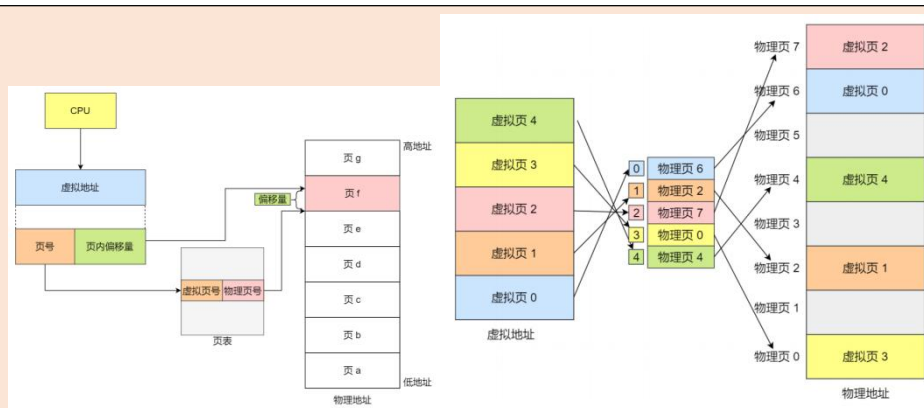 CPU
虚拟地址
页号
页内偏移量
虚拟页号
物理页号
页表
偏移量
高地址
页 g
页 f
页 e
页 d
页 c
页 b
页 a
低地址
物理地址
虚拟页 4
虚拟页 3
虚拟页 2
虚拟页 1
虚拟页 0
虚拟地址
0 物理页 6
1 物理页 2
2 物理页 7
3 物理页 0
4 物理页 4
物理页 7 虚拟页 2
物理页 6 虚拟页 0
物理页 5
物理页 4 虚拟页 4
物理页 3
物理页 2 虚拟页 1
物理页 1
物理页 0 虚拟页 3
物理地址